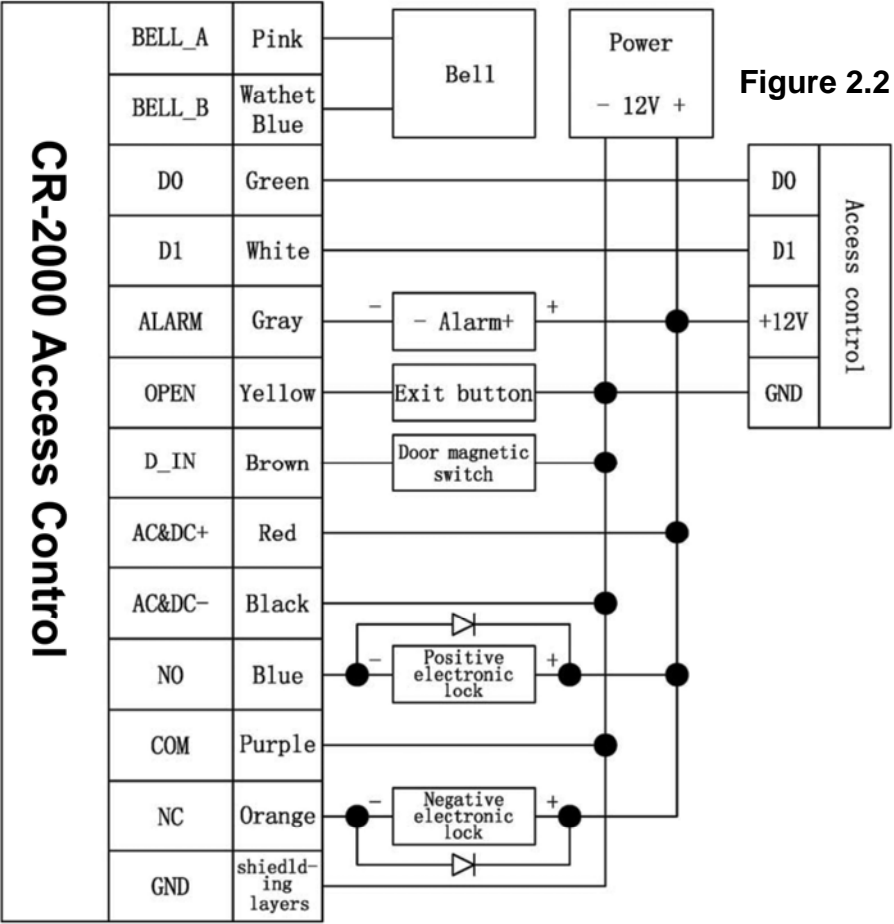 CR-2000 Access Control
BELL_A Pink
BELL_B Wathet
Blue
D0 Green
D1 White
ALARM Gray
OPEN Yellow
D_IN Brown
AC&DC+ Red
AC&DC- Black
NO Blue
COM Purple
NC Orange
GND shiedld-
ing
layers
Bell
Power
- 12V +
Figure 2.2
D0
D1
+12V
GND
Access control
- - Alarm+ +
Exit button
Door magnetic
switch
- Positive +
electronic
lock
- Negative +
electronic
lock